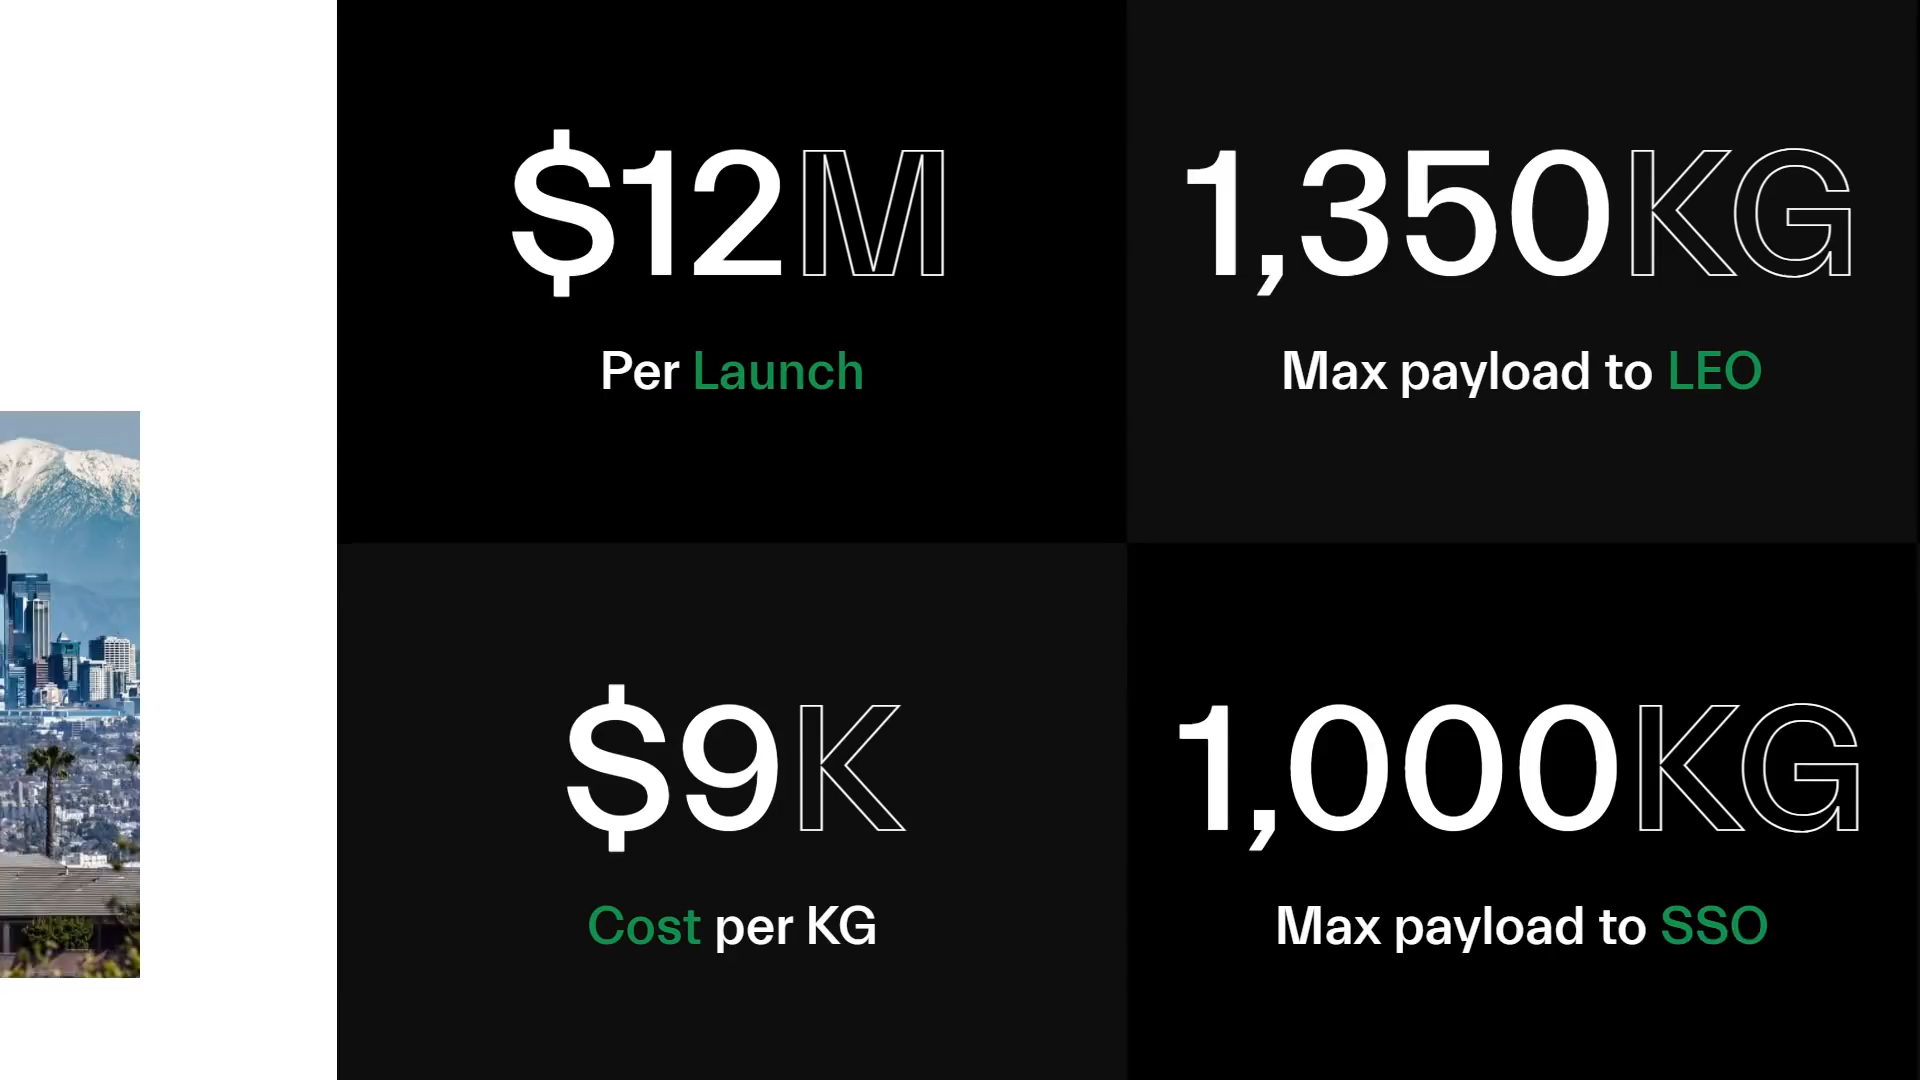 $12M
Per Launch
1,350KG
Max payload to LEO
$9K
Cost per KG
1,000KG
Max payload to SSO